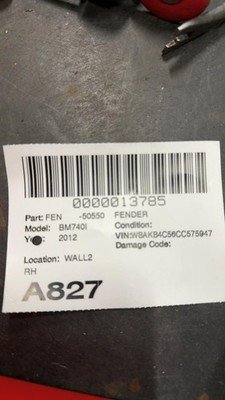 0000013785
Part: FEN -50550 FENDER
Model: BM740I Condition:
2012 VIN:WBAKB4C56CC575947
Damage Code:
Location: WALL2
RH
A827